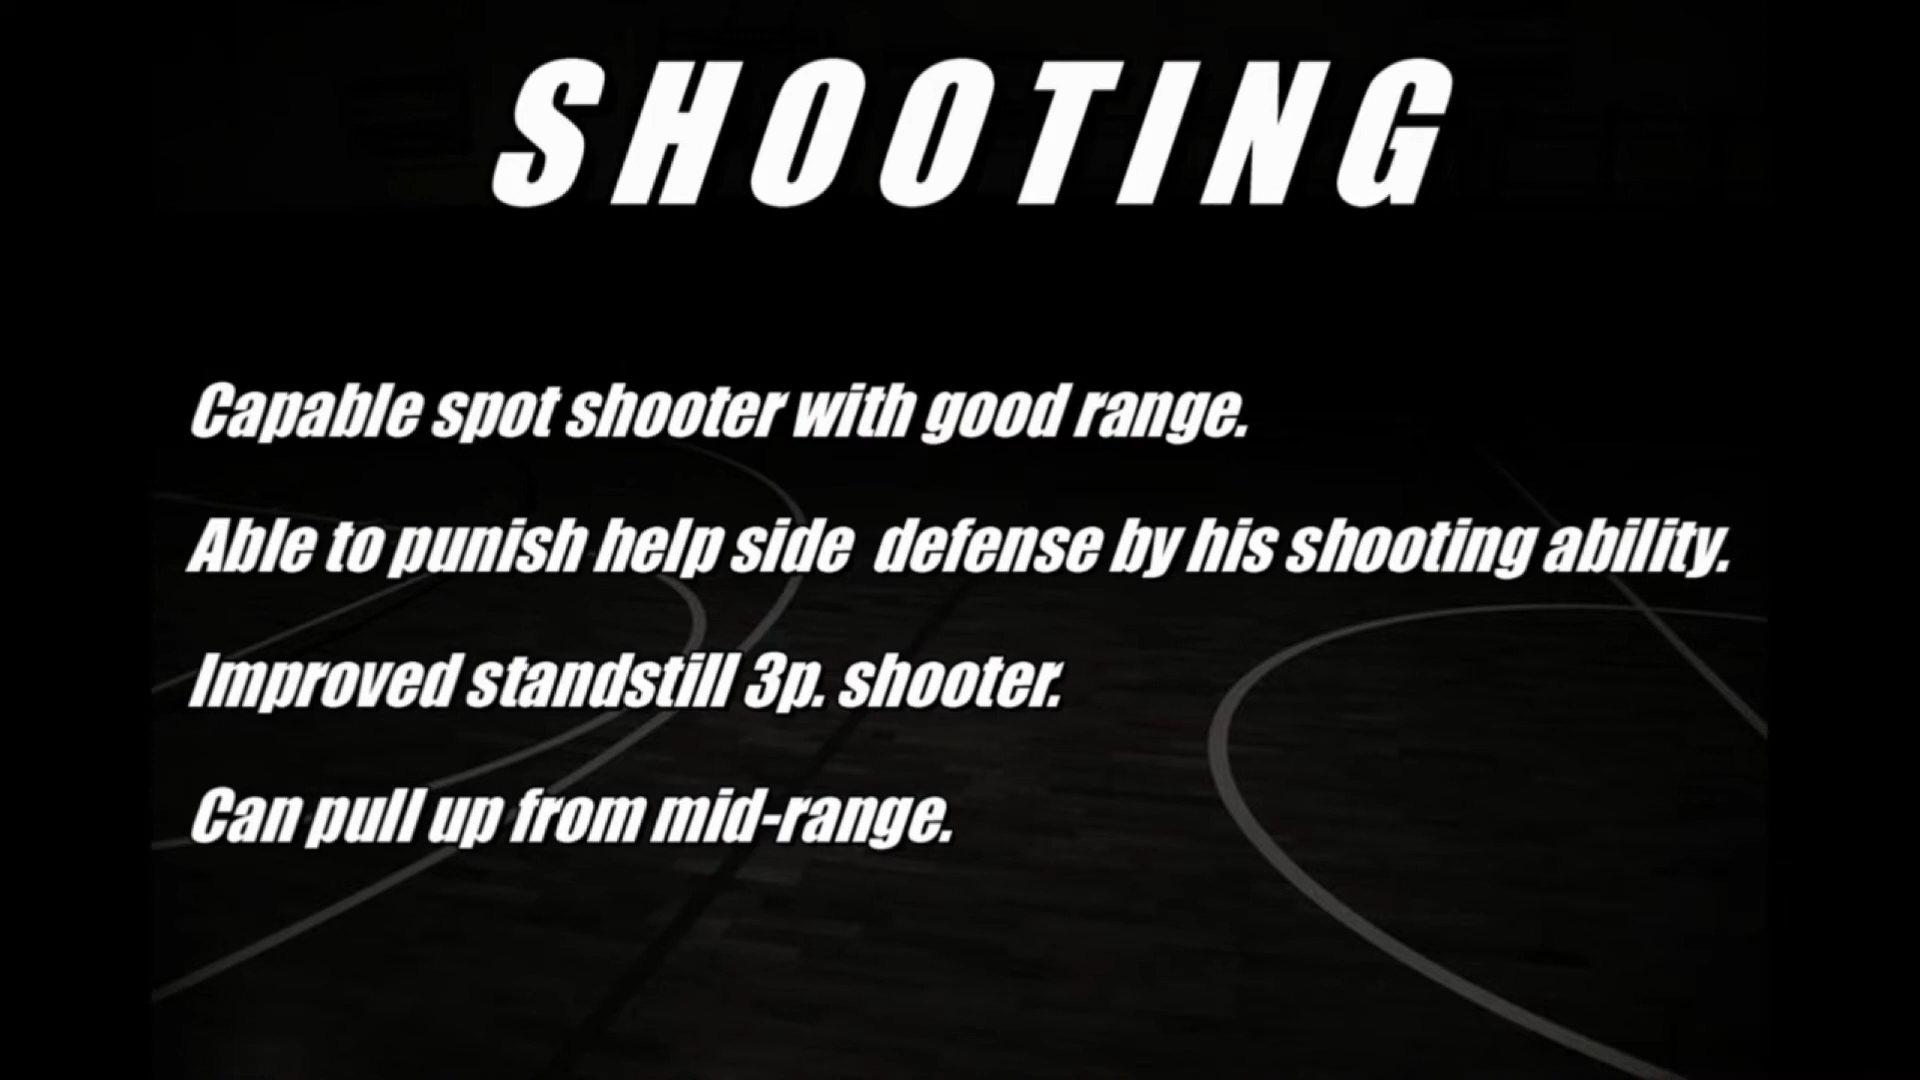 SHOOTING
Capable spot shooter with good range.
Able to punish help side  defense by his shooting ability.
Improved standstill 3p. shooter.
Can pull up from mid-range.